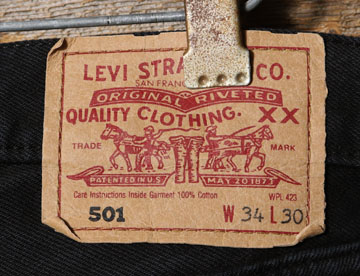 LEVI STRA CO.
SAN FRAN
ORIGINAL RIVETED
QUALITY CLOTHING. XX
TRADE MARK
PATENTED IN U.S. MAY 20 1873
Care Instructions Inside Garment 100% Cotton WPL 423
501 W 34 L 30